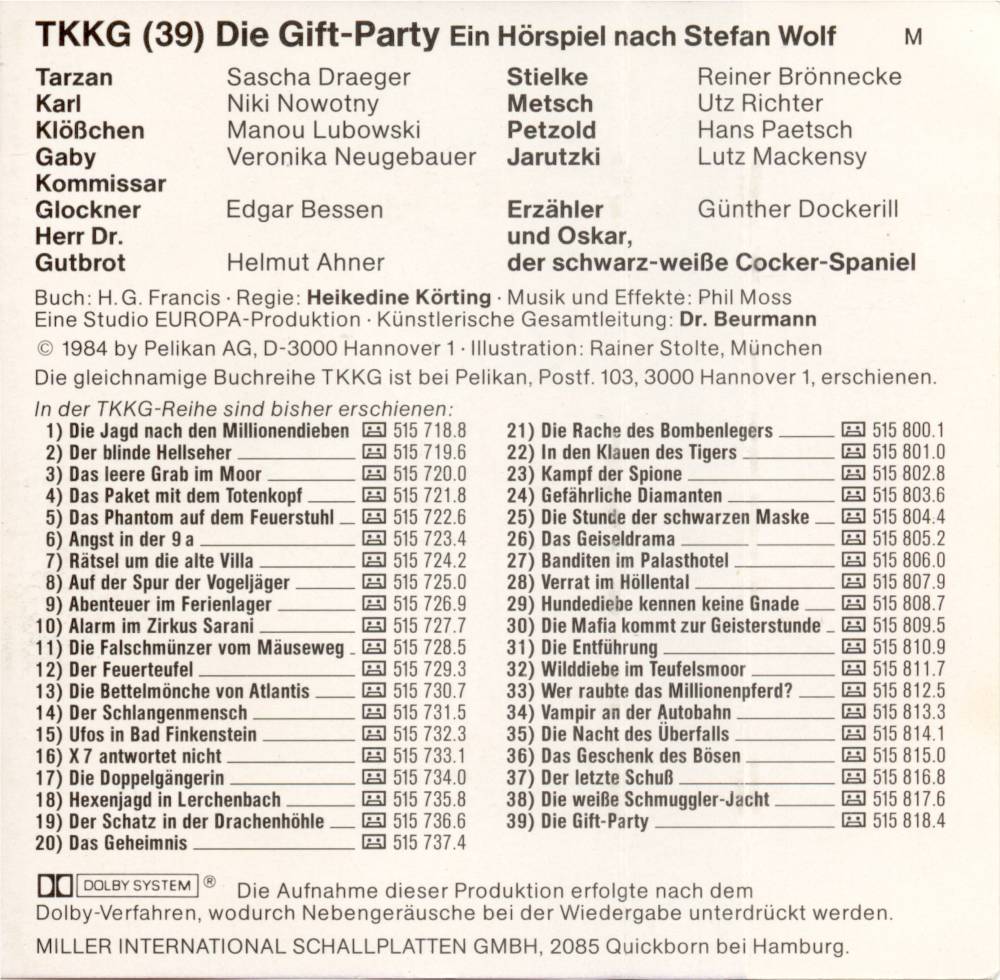 TKKG (39) Die Gift-Party Ein Hörspiel nach Stefan Wolf M
Tarzan Sascha Draeger
Karl Niki Nowotny
Klößchen Manou Lubowski
Gaby Veronika Neugebauer
Kommissar
Glockner Edgar Bessen
Herr Dr.
Gutbrot Helmut Ahner
Stielke Reiner Brönnecke
Metsch Utz Richter
Petzold Hans Paetsch
Jarutzki Lutz Mackensy
Erzähler Günther Dockerill
und Oskar,
der schwarz-weiße Cocker-Spaniel
Buch: H. G. Francis · Regie: Heikedine Körting · Musik und Effekte: Phil Moss
Eine Studio EUROPA-Produktion · Künstlerische Gesamtleitung: Dr. Beurmann
© 1984 by Pelikan AG, D-3000 Hannover 1 · Illustration: Rainer Stolte, München
Die gleichnamige Buchreihe TKKG ist bei Pelikan, Postf. 103, 3000 Hannover 1, erschienen.
In der TKKG-Reihe sind bisher erschienen:
1) Die Jagd nach den Millionendieben 515 718.8
2) Der blinde Hellseher 515 719.6
3) Das leere Grab im Moor 515 720.0
4) Das Paket mit dem Totenkopf 515 721.8
5) Das Phantom auf dem Feuerstuhl 515 722.6
6) Angst in der 9 a 515 723.4
7) Rätsel um die alte Villa 515 724.2
8) Auf der Spur der Vogeljäger 515 725.0
9) Abenteuer im Ferienlager 515 726.9
10) Alarm im Zirkus Sarani 515 727.7
11) Die Falschmünzer vom Mäuseweg 515 728.5
12) Der Feuerteufel 515 729.3
13) Die Bettelmönche von Atlantis 515 730.7
14) Der Schlangenmensch 515 731.5
15) Ufos in Bad Finkenstein 515 732.3
16) X 7 antwortet nicht 515 733.1
17) Die Doppelgängerin 515 734.0
18) Hexenjagd in Lerchenbach 515 735.8
19) Der Schatz in der Drachenhöhle 515 736.6
20) Das Geheimnis 515 737.4
21) Die Rache des Bombenlegers 515 800.1
22) In den Klauen des Tigers 515 801.0
23) Kampf der Spione 515 802.8
24) Gefährliche Diamanten 515 803.6
25) Die Stunde der schwarzen Maske 515 804.4
26) Das Geiseldrama 515 805.2
27) Banditen im Palasthotel 515 806.0
28) Verrat im Höllental 515 807.9
29) Hundediebe kennen keine Gnade 515 808.7
30) Die Mafia kommt zur Geisterstunde 515 809.5
31) Die Entführung 515 810.9
32) Wilddiebe im Teufelsmoor 515 811.7
33) Wer raubte das Millionenpferd? 515 812.5
34) Vampir an der Autobahn 515 813.3
35) Die Nacht des Überfalls 515 814.1
36) Das Geschenk des Bösen 515 815.0
37) Der letzte Schuß 515 816.8
38) Die weiße Schmuggler-Jacht 515 817.6
39) Die Gift-Party 515 818.4
DOLBY SYSTEM ® Die Aufnahme dieser Produktion erfolgte nach dem
Dolby-Verfahren, wodurch Nebengeräusche bei der Wiedergabe unterdrückt werden.
MILLER INTERNATIONAL SCHALLPLATTEN GMBH, 2085 Quickborn bei Hamburg.